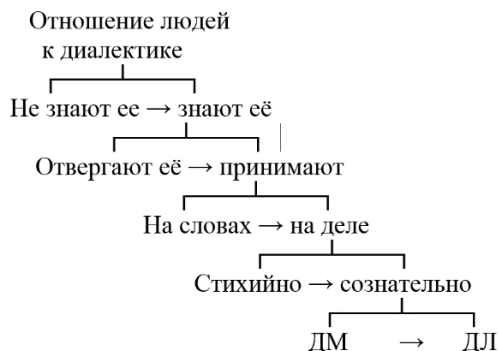 Отношение людей
к диалектике
Не знают ее → знают её
Отвергают её → принимают
На словах → на деле
Стихийно → сознательно
ДМ → ДЛ